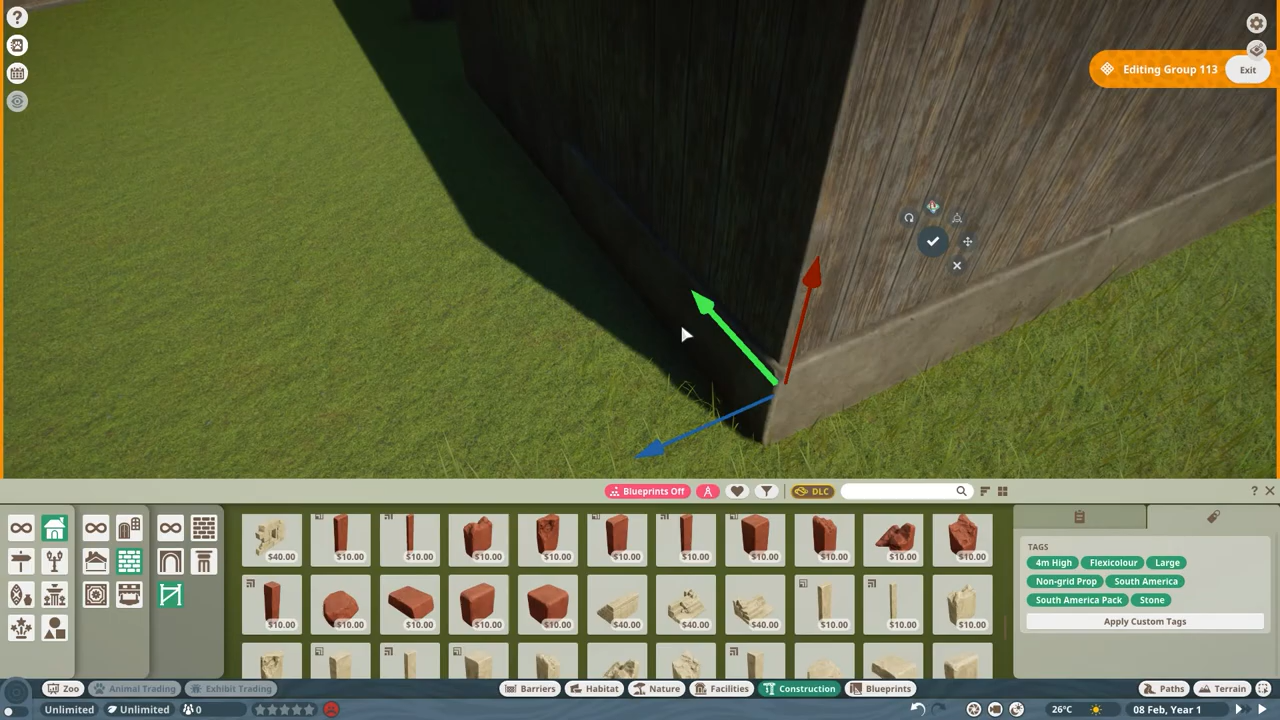 ?
Editing Group 113 Exit
Blueprints Off DLC ? ×
$40.00 $10.00 $10.00 $10.00 $10.00 $10.00 $10.00 $10.00 $10.00 $10.00 $10.00
$10.00 $10.00 $10.00 $10.00 $10.00 $40.00 $40.00 $40.00 $10.00 $10.00 $10.00
TAGS
4m High Flexicolour Large
Non-grid Prop South America
South America Pack Stone
Apply Custom Tags
Zoo Animal Trading Exhibit Trading Barriers Habitat Nature Facilities Construction Blueprints Paths Terrain
Unlimited Unlimited 0 26°C 08 Feb, Year 1